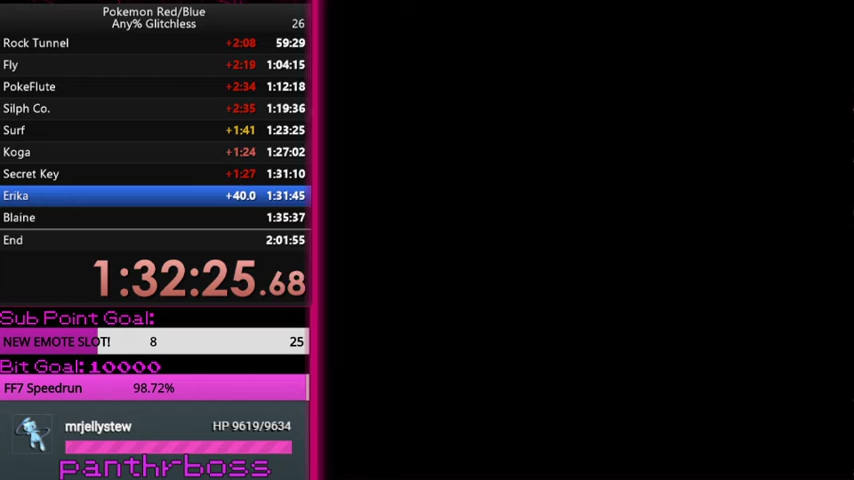 Pokemon Red/Blue
Any% Glitchless 26
Rock Tunnel +2:08 59:29
Fly +2:19 1:04:15
PokeFlute +2:34 1:12:18
Silph Co. +2:35 1:19:36
Surf +1:41 1:23:25
Koga +1:24 1:27:02
Secret Key +1:27 1:31:10
Erika +40.0 1:31:45
Blaine 1:35:37
End 2:01:55
1:32:25.68
Sub Point Goal:
NEW EMOTE SLOT! 8 25
Bit Goal: 10000
FF7 Speedrun 98.72%
mrjellystew HP 9619/9634
panthrboss